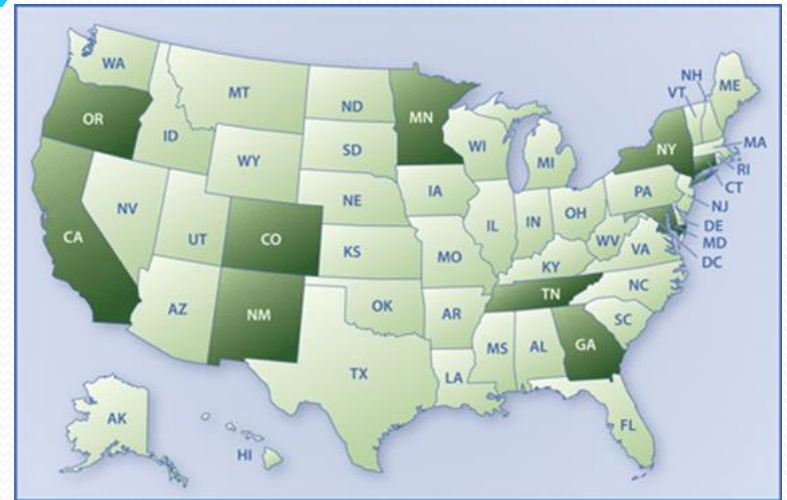 WA
MT
ND
MN
OR
ID
WY
SD
WI
MI
NH
VT
ME
NY
MA
RI
CT
NV
UT
CO
NE
IA
IL
IN
OH
PA
NJ
DE
MD
DC
CA
AZ
NM
KS
MO
KY
WV
VA
OK
AR
TN
NC
SC
TX
LA
MS
AL
GA
FL
AK
HI